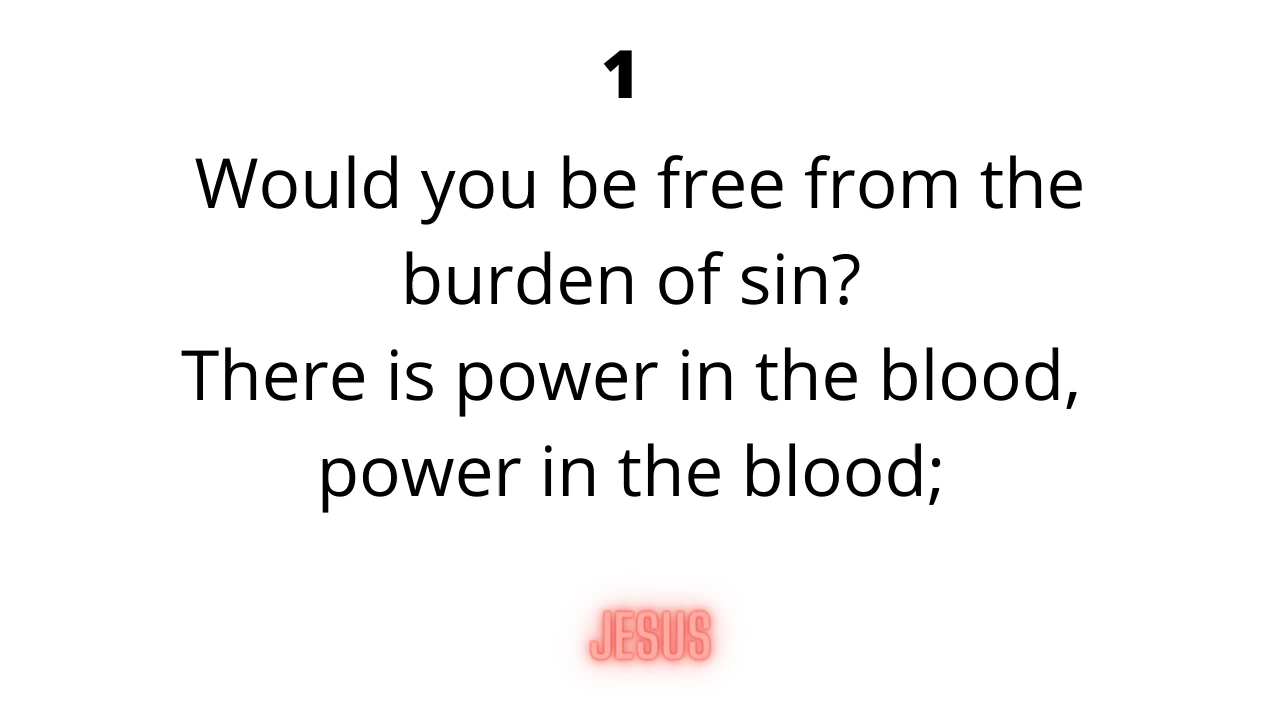 1
Would you be free from the
burden of sin?
There is power in the blood,
power in the blood;
JESUS